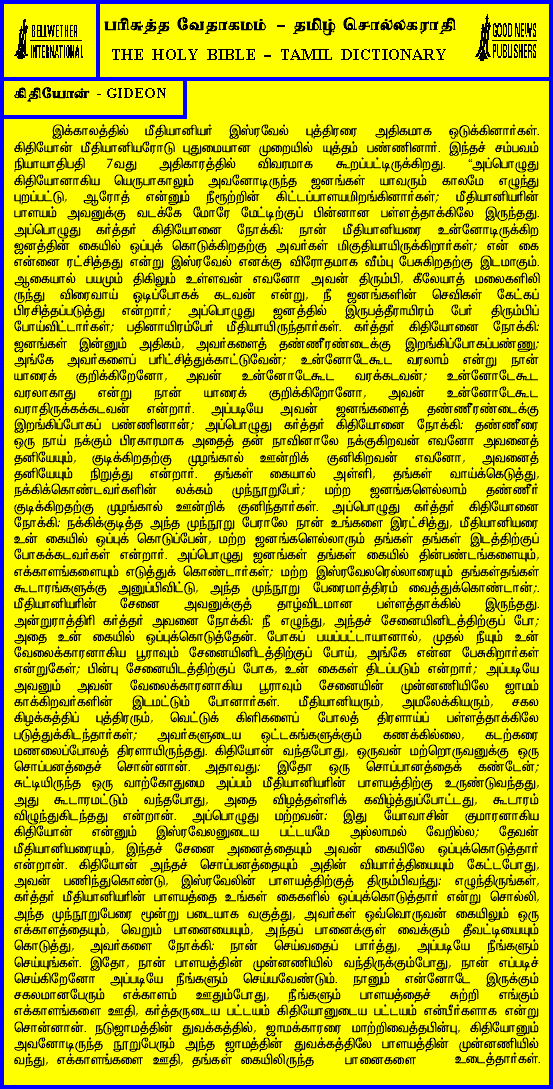 BELLWETHER
INTERNATIONAL
பரிசுத்த வேதாகமம் – தமிழ் சொல்லகராதி
THE HOLY BIBLE – TAMIL DICTIONARY
GOOD NEWS
PUBLISHERS
கிதியோன் - GIDEON
இக்காலத்தில் மீதியானியர் இஸ்ரவேல் புத்திரரை அதிகமாக ஒடுக்கினார்கள்.
கிதியோன் மீதியானியரோடு புதுமையான முறையில் யுத்தம் பண்ணினார். இந்தச் சம்பவம்
நியாயாதிபதி 7வது அதிகாரத்தில் விவரமாக கூறப்பட்டிருக்கிறது. “அப்பொழுது
கிதியோனாகிய யெருபாகாலும் அவனோடிருந்த ஜனங்கள் யாவரும் காலமே எழுந்து
புறப்பட்டு, ஆரோத் என்னும் நீரூற்றின் கிட்டப்பாளயமிறங்கினார்கள்; மீதியானியரின்
பாளயம் அவனுக்கு வடக்கே மோரே மேட்டிற்குப் பின்னான பள்ளத்தாக்கிலே இருந்தது.
அப்பொழுது கர்த்தர் கிதியோனை நோக்கி: நான் மீதியானியரை உன்னோடிருக்கிற
ஜனத்தின் கையில் ஒப்புக் கொடுக்கிறதற்கு அவர்கள் மிகுதியாயிருக்கிறார்கள்; என் கை
என்னை ரட்சித்தது என்று இஸ்ரவேல் எனக்கு விரோதமாக வீம்பு பேசுகிறதற்கு இடமாகும்.
ஆகையால் பயமும் திகிலும் உள்ளவன் எவனோ அவன் திரும்பி, கீலேயாத் மலைகளிலி
ருந்து விரைவாய் ஓடிப்போகக் கடவன் என்று, நீ ஜனங்களின் செவிகள் கேட்கப்
பிரசித்தப்படுத்து என்றார்; அப்பொழுது ஜனத்தில் இருபத்தீராயிரம் பேர் திரும்பிப்
போய்விட்டார்கள்; பதினாயிரம்பேர் மீதியாயிருந்தார்கள். கர்த்தர் கிதியோனை நோக்கி:
ஜனங்கள் இன்னும் அதிகம், அவர்களைத் தண்ணீரண்டைக்கு இறங்கிப்போகப்பண்ணு;
அங்கே அவர்களைப் பரிட்சித்துக்காட்டுவேன்; உன்னோடேகூட வரலாம் என்று நான்
யாரைக் குறிக்கிறேனோ, அவன் உன்னோடேகூட வரக்கடவன்; உன்னோடேகூட
வரலாகாது என்று நான் யாரைக் குறிக்கிறோனோ, அவன் உன்னோடேகூட
வராதிருக்கக்கடவன் என்றார். அப்படியே அவன் ஜனங்களைத் தண்ணீரண்டைக்கு
இறங்கிப்போகப் பண்ணினான்; அப்பொழுது கர்த்தர் கிதியோனை நோக்கி: தண்ணீரை
ஒரு நாய் நக்கும் பிரகாரமாக அதைத் தன் நாவினாலே நக்குகிறவன் எவனோ அவனைத்
தனியேயும், குடிக்கிறதற்கு முழங்கால் ஊன்றிக் குனிகிறவன் எவனோ, அவனைத்
தனியேயும் நிறுத்து என்றார். தங்கள் கையால் அள்ளி, தங்கள் வாய்க்கெடுத்து,
நக்கிக்கொண்டவர்களின் லக்கம் முந்நூறுபேர்; மற்ற ஜனங்களெல்லாம் தண்ணீர்
குடிக்கிறதற்கு முழங்கால் ஊன்றிக் குனிந்தார்கள். அப்பொழுது கர்த்தர் கிதியோனை
நோக்கி: நக்கிக்குடித்த அந்த முந்நூறு பேராலே நான் உங்களை இரட்சித்து, மீதியானியரை
உன் கையில் ஒப்புக் கொடுப்பேன், மற்ற ஜனங்களெல்லாரும் தங்கள் தங்கள் இடத்திற்குப்
போகக்கடவர்கள் என்றார். அப்பொழுது ஜனங்கள் தங்கள் கையில் தின்பண்டங்களையும்,
எக்காளங்களையும் எடுத்துக் கொண்டார்கள்; மற்ற இஸ்ரவேலரெல்லாரையும் தங்கள்தங்கள்
கூடாரங்களுக்கு அனுப்பிவிட்டு, அந்த முந்நூறு பேரைமாத்திரம் வைத்துக்கொண்டான்;.
மீதியானியரின் சேனை அவனுக்குத் தாழ்விடமான பள்ளத்தாக்கில் இருந்தது.
அன்றுராத்திரி கர்த்தர் அவனை நோக்கி: நீ எழுந்து, அந்தச் சேனையினிடத்திற்குப் போ;
அதை உன் கையில் ஒப்புக்கொடுத்தேன். போகப் பயப்பட்டாயானால், முதல் நீயும் உன்
வேலைக்காரனாகிய பூராவும் சேனையினிடத்திற்குப் போய், அங்கே என்ன பேசுகிறார்கள்
என்றுகேள்; பின்பு சேனையிடத்திற்குப் போக, உன் கைகள் திடப்படும் என்றார்; அப்படியே
அவனும் அவன் வேலைக்காரனாகிய பூராவும் சேனையின் முன்னணியிலே ஜாமம்
காக்கிறவர்களின் இடமட்டும் போனார்கள். மீதியானியரும், அமலேக்கியரும், சகல
கிழக்கத்திப் புத்திரரும், வெட்டுக் கிளிகளைப் போலத் திரளாய்ப் பள்ளத்தாக்கிலே
படுத்துக்கிடந்தார்கள்; அவர்களுடைய ஒட்டகங்களுக்கும் கணக்கில்லை, கடற்கரை
மணலைப்போலத் திரளாயிருந்தது. கிதியோன் வந்தபோது, ஒருவன் மற்றொருவனுக்கு ஒரு
சொப்பனத்தைச் சொன்னான். அதாவது: இதோ ஒரு சொப்பானத்தைக் கண்டேன்;
சுட்டியிருந்த ஒரு வாற்கோதுமை அப்பம் மீதியானியரின் பாளயத்திற்கு உருண்டுவந்தது,
அது கூடாரமட்டும் வந்தபோது, அதை விழத்தள்ளிக் கவிழ்த்துப்போட்டது, கூடாரம்
விழுந்துகிடந்தது என்றான். அப்பொழுது மற்றவன்: இது யோவாசின் குமாரனாகிய
கிதியோன் என்னும் இஸ்ரவேலனுடைய பட்டயமே அல்லாமல் வேறில்ல; தேவன்
மீதியானியரையும், இந்தச் சேனை அனைத்தையும் அவன் கையிலே ஒப்புக்கொடுத்தார்
என்றான். கிதியோன் அந்தச் சொப்பனத்தையும் அதின் வியார்த்தியையும் கேட்டபோது,
அவன் பணிந்துகொண்டு, இஸ்ரவேலின் பாளயத்திற்குத் திரும்பிவந்து: எழுந்திருங்கள்,
கர்த்தர் மீதியானியரின் பாளயத்தை உங்கள் கைகளில் ஒப்புக்கொடுத்தார் என்று சொல்லி,
அந்த முந்நூறுபேரை மூன்று படையாக வகுத்து, அவர்கள் ஒவ்வொருவன் கையிலும் ஒரு
எக்காளத்தையும், வெறும் பானையையும், அந்தப் பானைக்குள் வைக்கும் தீவட்டியையும்
கொடுத்து, அவர்களை நோக்கி: நான் செய்வதைப் பார்த்து, அப்படியே நீங்களும்
செய்யுங்கள். இதோ, நான் பாளயத்தின் முன்னணியில் வந்திருக்கும்போது, நான் எப்படிச்
செய்கிறேனோ அப்படியே நீங்களும் செய்யவேண்டும். நானும் என்னோடே இருக்கும்
சகலமானபேரும் எக்காளம் ஊதும்போது, நீங்களும் பாளயத்தைச் சுற்றி எங்கும்
எக்காளங்களை ஊதி, கர்த்தருடைய பட்டயம் கிதியோனுடைய பட்டயம் என்பீர்களாக என்று
சொன்னான். நடுஜாமத்தின் துவக்கத்தில், ஜாமக்காரரை மாற்றிவைத்தபின்பு, கிதியோனும்
அவனோடிருந்த நூறுபேரும் அந்த ஜாமத்தின் துவக்கத்திலே பாளயத்தின் முன்னணியில்
வந்து, எக்காளங்களை ஊதி, தங்கள் கையிலிருந்த பானைகளை உடைத்தார்கள்.